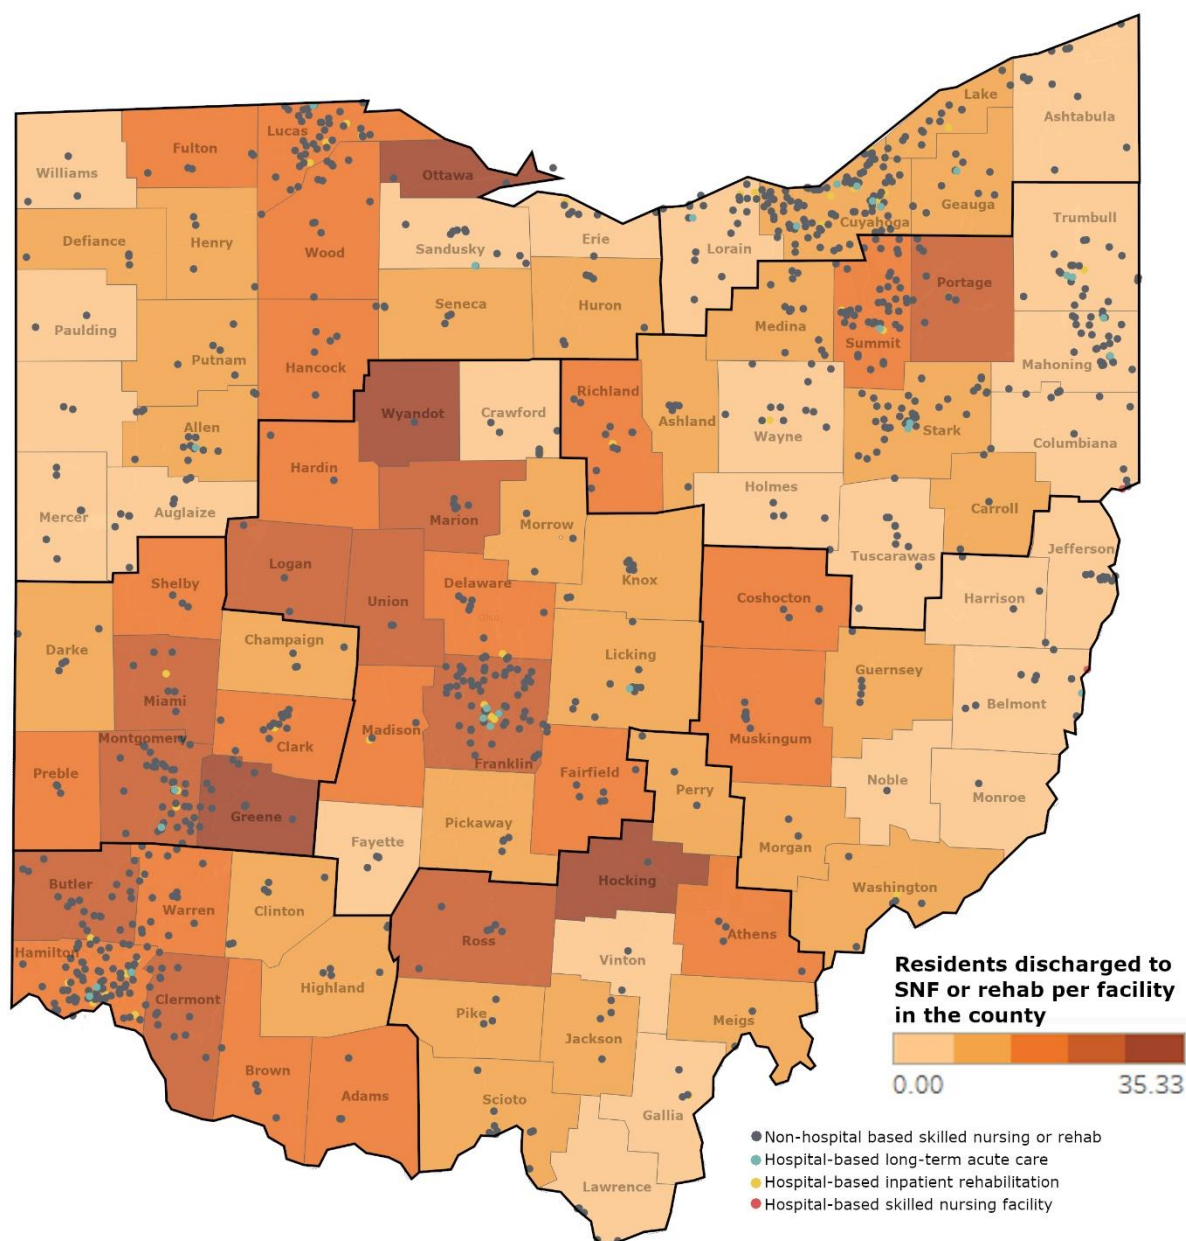 Lake
Ashtabula
Lucas
Fulton
Williams
Ottawa
Geauga
Cuyahoga
Trumbull
Defiance
Henry
Wood
Sandusky
Erie
Lorain
Portage
Paulding
Seneca
Huron
Medina
Summit
Putnam
Hancock
Mahoning
Wyandot
Crawford
Richland
Ashland
Allen
Wayne
Stark
Columbiana
Hardin
Holmes
Mercer
Auglaize
Marion
Morrow
Carroll
Tuscarawas
Jefferson
Logan
Shelby
Union
Delaware
Ohio
Knox
Coshocton
Harrison
Darke
Champaign
Licking
Guernsey
Miami
Belmont
Montgomery
Clark
Madison
Franklin
Muskingum
Preble
Fairfield
Noble
Greene
Perry
Monroe
Pickaway
Fayette
Morgan
Butler
Hocking
Washington
Warren
Clinton
Ross
Athens
Hamilton
Vinton
Highland
Clermont
Pike
Meigs
Jackson
Brown
Adams
Scioto
Gallia
Lawrence
Residents discharged to
SNF or rehab per facility
in the county
0.00 35.33
Non-hospital based skilled nursing or rehab
Hospital-based long-term acute care
Hospital-based inpatient rehabilitation
Hospital-based skilled nursing facility